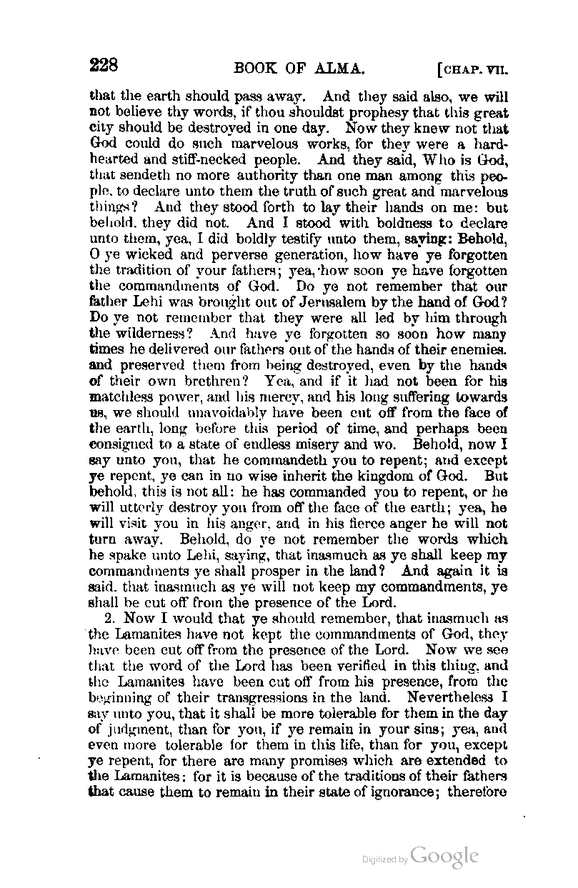 228 BOOK OF ALMA. [CHAP. VII.
that the earth should pass away. And they said also, we will
not believe thy words, if thou shouldst prophesy that this great
city should be destroyed in one day. Now they knew not that
God could do such marvelous works, for they were a hard-
hearted and stiff-necked people. And they said, Who is God,
that sendeth no more authority than one man among this peo-
ple, to declare unto them the truth of such great and marvelous
things? And they stood forth to lay their hands on me: but
behold, they did not. And I stood with boldness to declare
unto them, yea, I did boldly testify unto them, saying: Behold,
O ye wicked and perverse generation, how have ye forgotten
the tradition of your fathers; yea, how soon ye have forgotten
the commandments of God. Do ye not remember that our
father Lehi was brought out of Jerusalem by the hand of God?
Do ye not remember that they were all led by him through
the wilderness? And have ye forgotten so soon how many
times he delivered our fathers out of the hands of their enemies.
and preserved them from being destroyed, even by the hands
of their own brethren? Yea, and if it had not been for his
matchless power, and his mercy, and his long suffering towards
us, we should unavoidably have been cut off from the face of
the earth, long before this period of time, and perhaps been
consigned to a state of endless misery and wo. Behold, now I
say unto you, that he commandeth you to repent; and except
ye repent, ye can in no wise inherit the kingdom of God. But
behold, this is not all: he has commanded you to repent, or he
will utterly destroy you from off the face of the earth; yea, he
will visit you in his anger, and in his fierce anger he will not
turn away. Behold, do ye not remember the words which
he spake unto Lehi, saying, that inasmuch as ye shall keep my
commandments ye shall prosper in the land? And again it is
said. that inasmuch as ye will not keep my commandments, ye
shall be cut off from the presence of the Lord.
2. Now I would that ye should remember, that inasmuch as
the Lamanites have not kept the commandments of God, they
have been cut off from the presence of the Lord. Now we see
that the word of the Lord has been verified in this thing, and
the Lamanites have been cut off from his presence, from the
beginning of their transgressions in the land. Nevertheless I
say unto you, that it shall be more tolerable for them in the day
of judgment, than for you, if ye remain in your sins; yea, and
even more tolerable for them in this life, than for you, except
ye repent, for there are many promises which are extended to
the Lamanites: for it is because of the traditions of their fathers
that cause them to remain in their state of ignorance; therefore
Digitized by Google